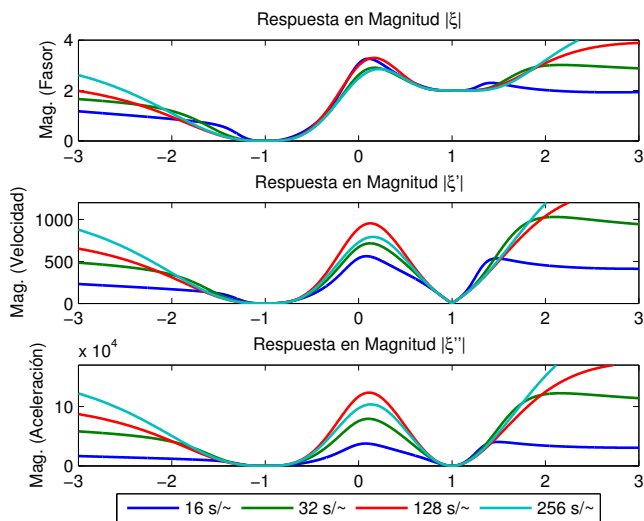 Respuesta en Magnitud |ξ|
Mag. (Fasor)
4
2
0
−3 −2 −1 0 1 2 3
Respuesta en Magnitud |ξ'|
Mag. (Velocidad)
1000
500
0
−3 −2 −1 0 1 2 3
Respuesta en Magnitud |ξ''|
x 10^4
Mag. (Aceleración)
10
0
−3 −2 −1 0 1 2 3
16 s/~ 32 s/~ 128 s/~ 256 s/~